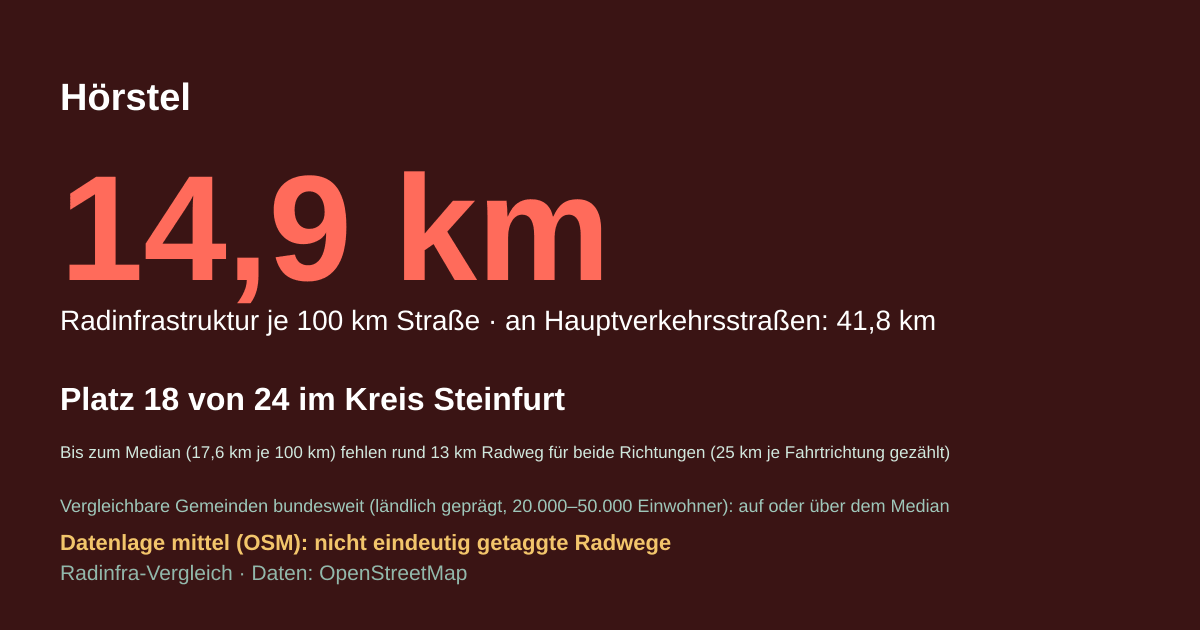 Hörstel
14,9 km
Radinfrastruktur je 100 km Straße · an Hauptverkehrsstraßen: 41,8 km
Platz 18 von 24 im Kreis Steinfurt
Bis zum Median (17,6 km je 100 km) fehlen rund 13 km Radweg für beide Richtungen (25 km je Fahrtrichtung gezählt)
Vergleichbare Gemeinden bundesweit (ländlich geprägt, 20.000–50.000 Einwohner): auf oder über dem Median
Datenlage mittel (OSM): nicht eindeutig getaggte Radwege
Radinfra-Vergleich · Daten: OpenStreetMap